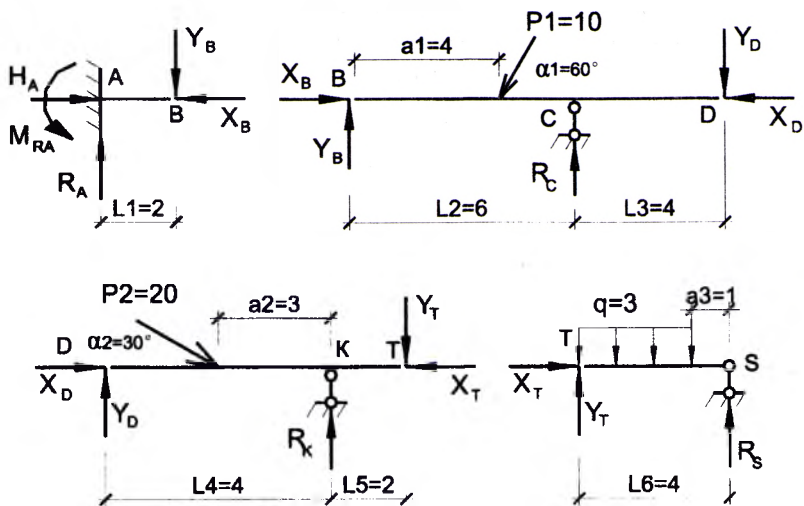 H_A
M_RA
R_A
A
B
Y_B
X_B
L1=2
X_B
B
Y_B
a1=4
P1=10
α1=60°
C
R_C
D
Y_D
X_D
L2=6
L3=4
P2=20
α2=30°
a2=3
D
X_D
Y_D
K
R_K
T
Y_T
X_T
L4=4
L5=2
q=3
a3=1
T
X_T
Y_T
S
R_S
L6=4